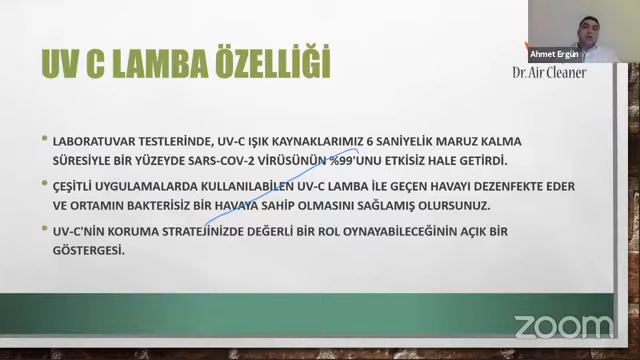 Ahmet Ergün
UV C LAMBA ÖZELLİĞİ
Dr. Air Cleaner
• LABORATUVAR TESTLERİNDE, UV-C IŞIK KAYNAKLARIMIZ 6 SANİYELİK MARUZ KALMA
SÜRESİYLE BİR YÜZEYDE SARS-COV-2 VİRÜSÜNÜN %99'UNU ETKİSİZ HALE GETİRDİ.
• ÇEŞİTLİ UYGULAMALARDA KULLANILABİLEN UV-C LAMBA İLE GEÇEN HAVAYI DEZENFEKTE EDER
VE ORTAMIN BAKTERİSİZ BİR HAVAYA SAHİP OLMASINI SAĞLAMIŞ OLURSUNUZ.
• UV-C'NİN KORUMA STRATEJİNİZDE DEĞERLİ BİR ROL OYNAYABİLECEĞİNİN AÇIK BİR
GÖSTERGESİ.
zoom